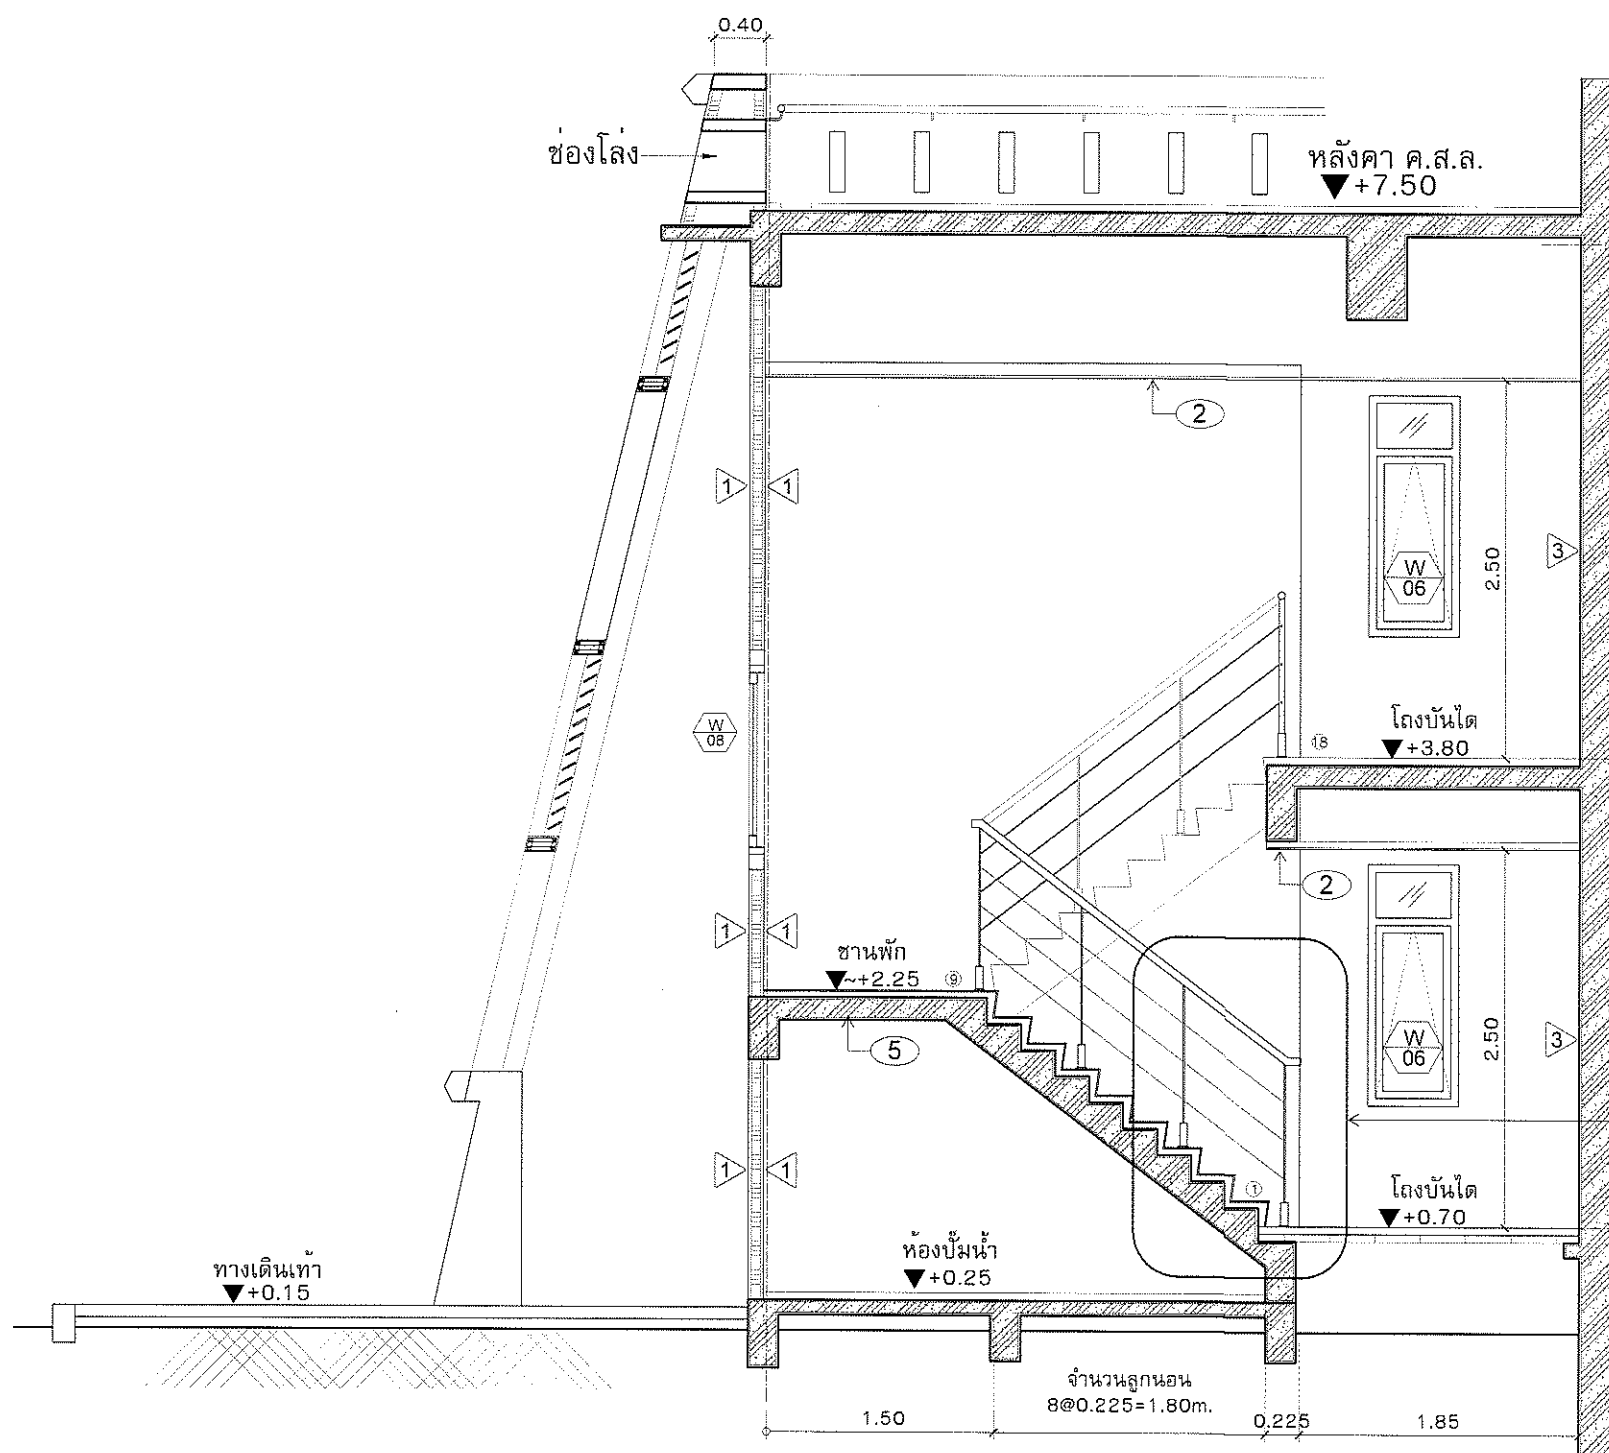 0.40
ช่องโล่ง
หลังคา ค.ส.ล.
+7.50
2
1
1
3
W
06
2.50
W
08
โถงบันได
+3.80
18
2
1
1
ชานพัก
~+2.25
9
5
W
06
2.50
3
1
1
1
โถงบันได
+0.70
ห้องปั๊มน้ำ
+0.25
ทางเดินเท้า
+0.15
จำนวนลูกนอน
8@0.225=1.80m.
1.50
0.225
1.85